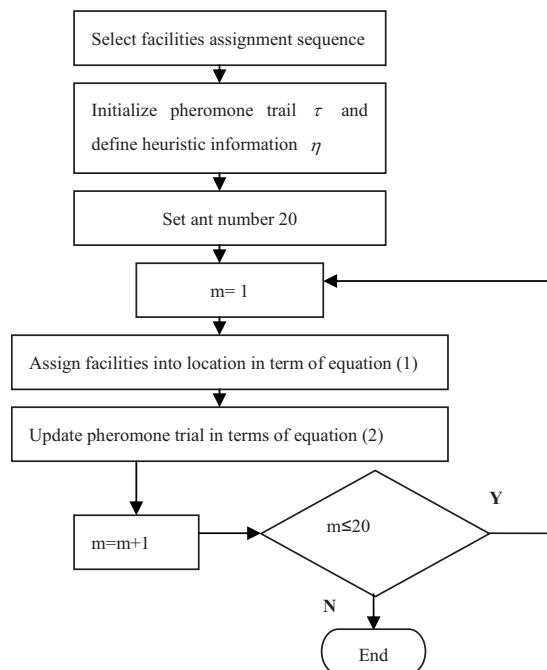 Select facilities assignment sequence
Initialize pheromone trail τ and
define heuristic information η
Set ant number 20
m= 1
Assign facilities into location in term of equation (1)
Update pheromone trial in terms of equation (2)
m=m+1
m≤20
Y
N
End